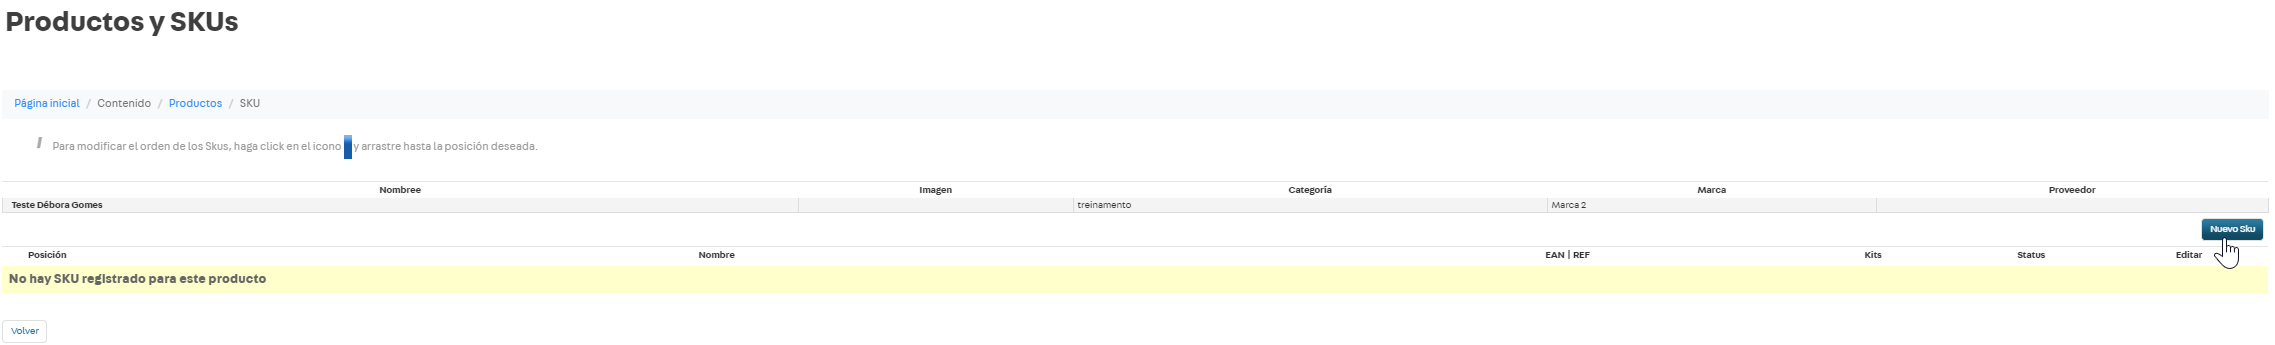 Productos y SKUs
Página inicial / Contenido / Productos / SKU
Para modificar el orden de los Skus, haga click en el icono y arrastre hasta la posición deseada.
Nombree Imagen Categoría Marca Proveedor
Teste Débora Gomes treinamento Marca 2
Nuevo Sku
Posición Nombre EAN | REF Kits Status Editar
No hay SKU registrado para este producto
Volver